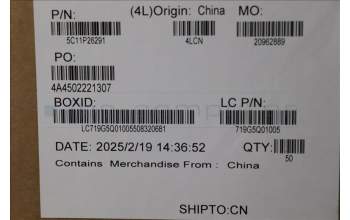 P/N: (4L)Origin: China MO:
5C11P26291 4LCN 20962889
PO:
4A4502221307
BOXID: LC P/N:
LC719G5Q01005508320681 719G5Q01005
DATE: 2025/2/19 14:36:52 QTY:
50
Contains Merchandise From : China
SHIPTO:CN